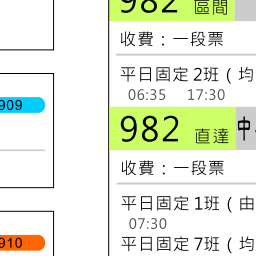 982 區間
收費：一段票
平日固定 2班（均
06:35 17:30
909
982 直達 中
收費：一段票
平日固定 1班（由
07:30
910
平日固定 7班（均